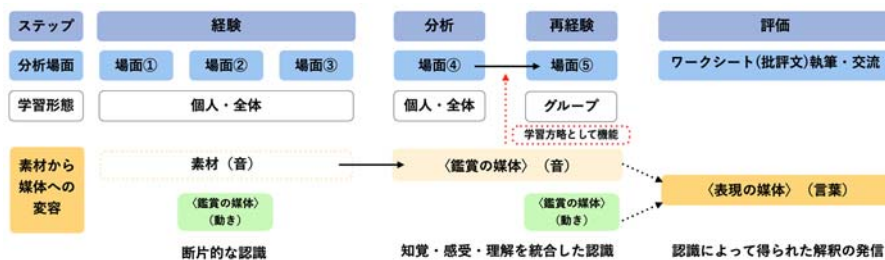 ステップ 経験 分析 再経験 評価
分析場面 場面① 場面② 場面③ 場面④ 場面⑤ ワークシート(批評文)執筆・交流
学習形態 個人・全体 個人・全体 グループ
学習方略として機能
素材から
媒体への
変容
素材（音） 〈鑑賞の媒体〉（音）
〈鑑賞の媒体〉
（動き）
〈鑑賞の媒体〉
（動き）
〈表現の媒体〉（言葉）
断片的な認識 知覚・感受・理解を統合した認識 認識によって得られた解釈の発信